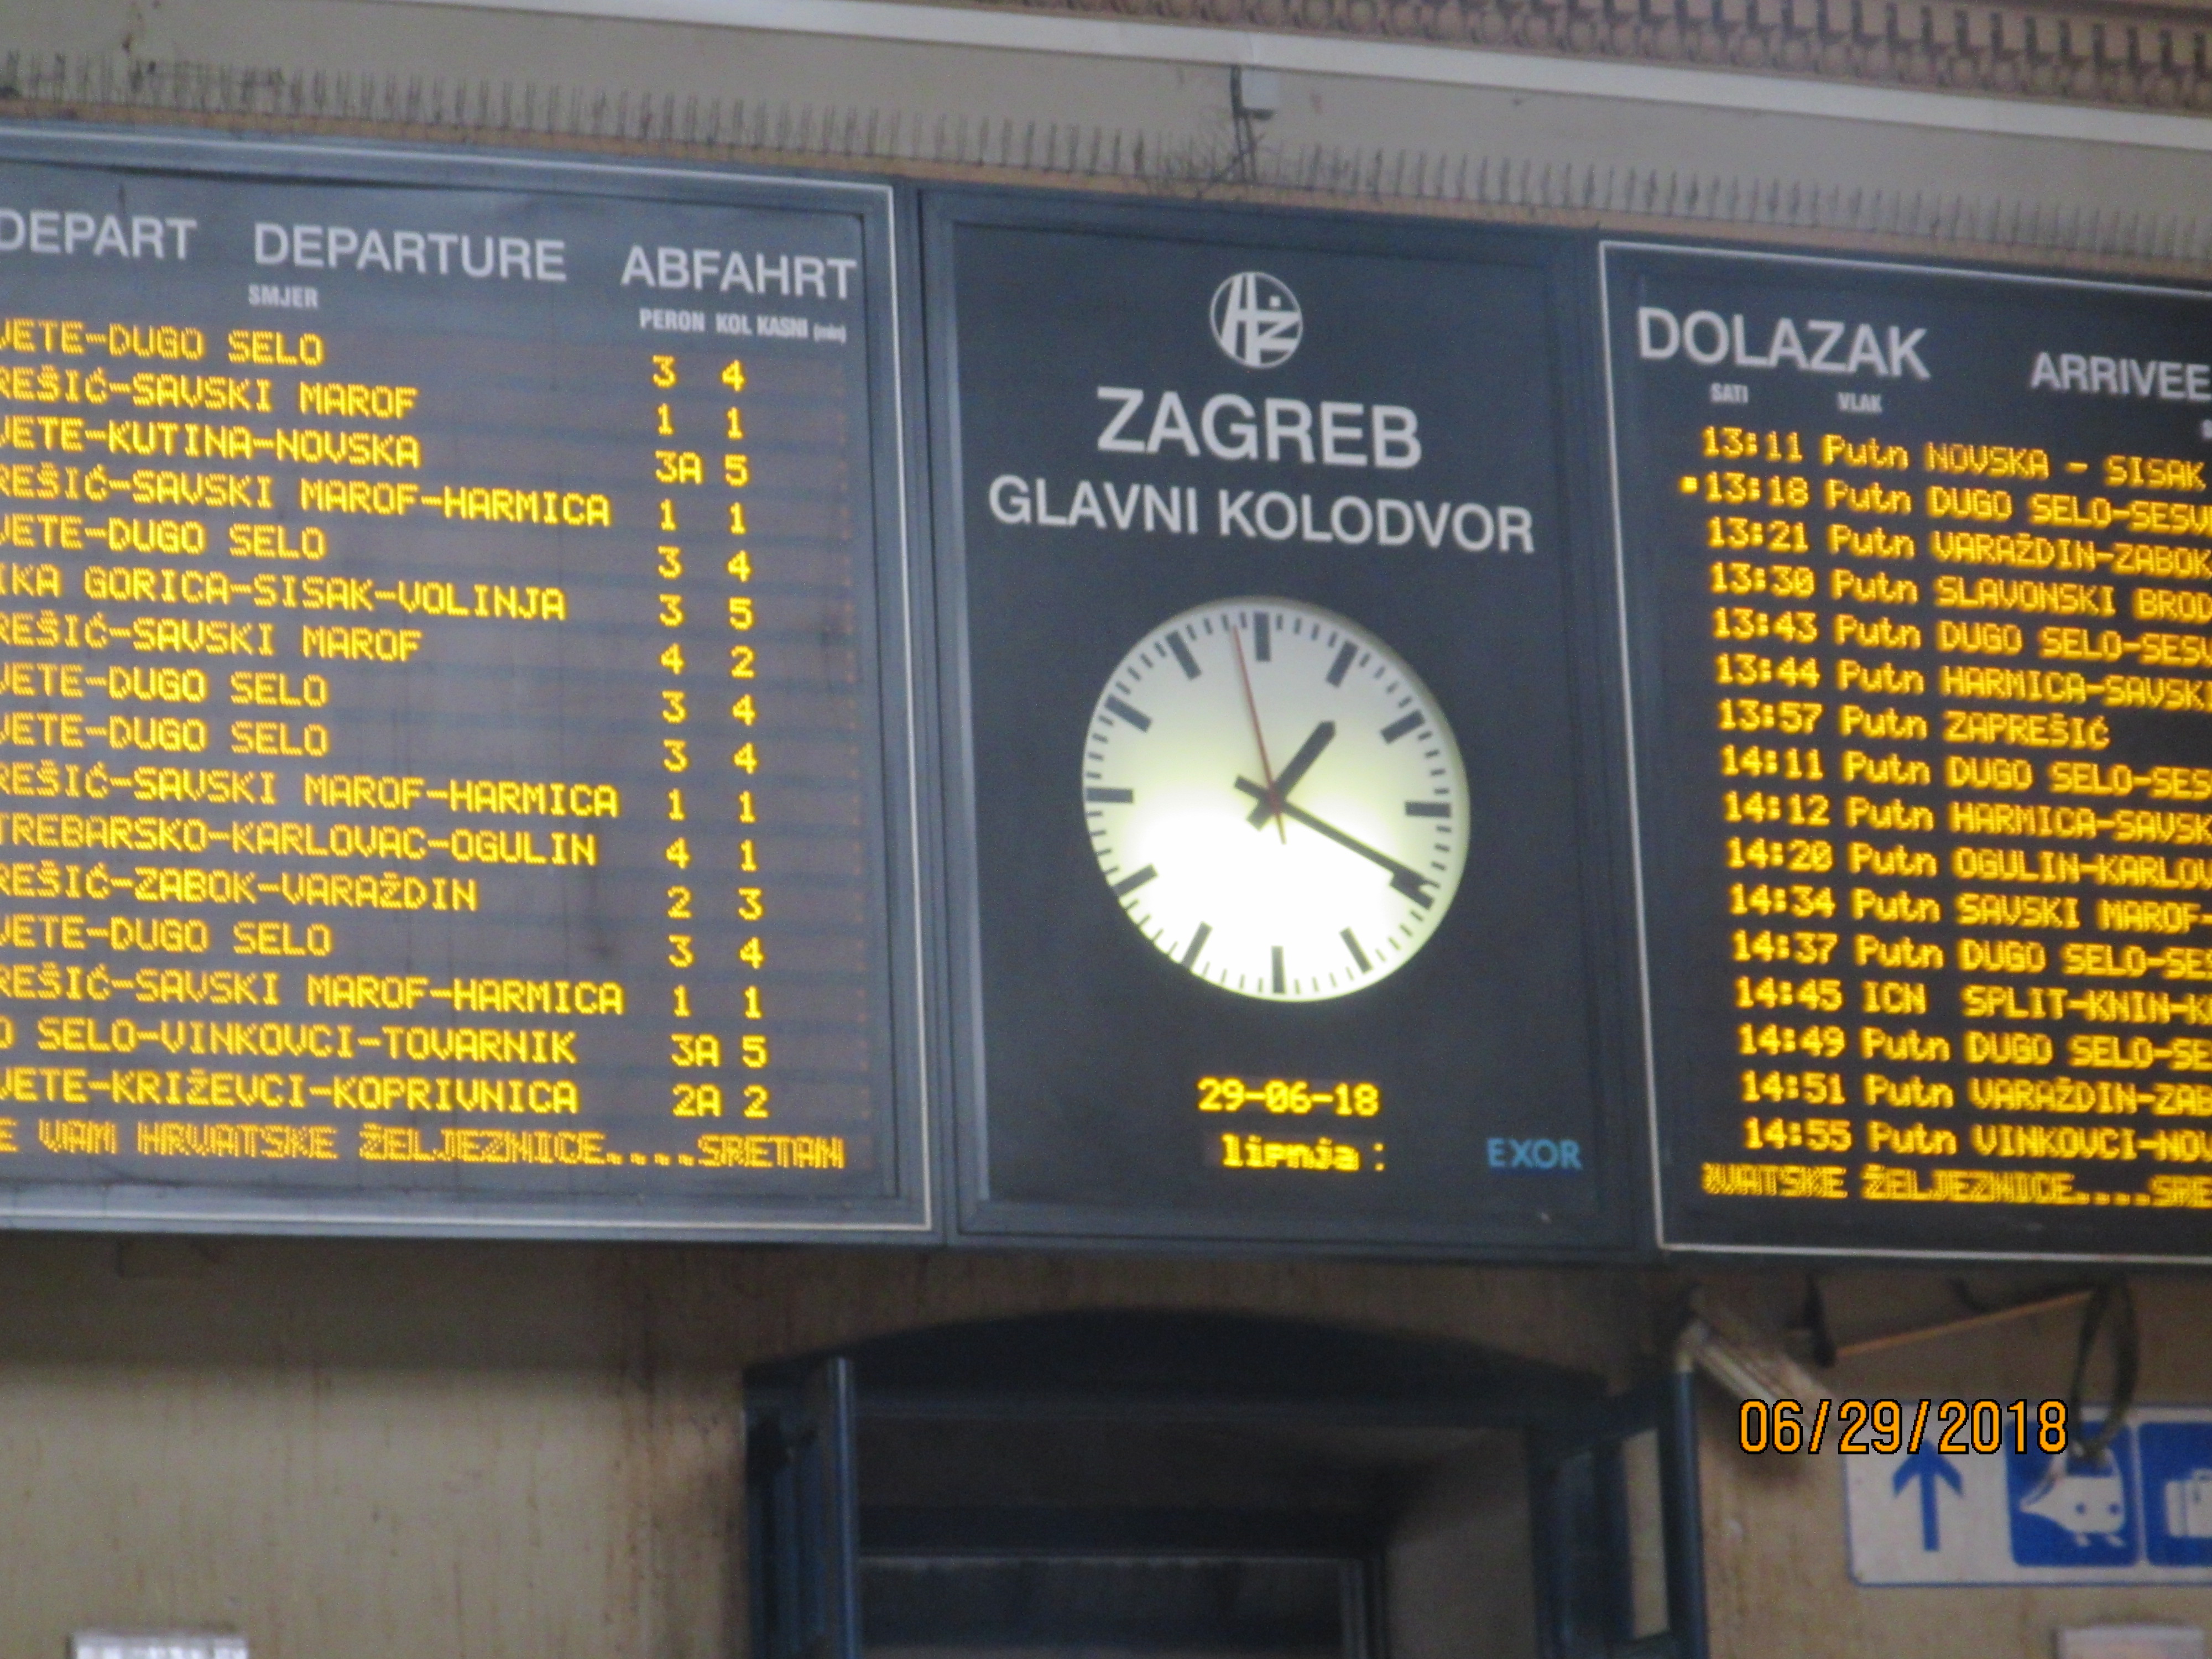 DEPART DEPARTURE ABFAHRT
SMJER PERON KOL KASNI (min)
VETE-DUGO SELO 3 4
REŠIĆ-SAVSKI MAROF 1 1
VETE-KUTINA-NOVSKA 3A 5
REŠIĆ-SAVSKI MAROF-HARMICA 1 1
VETE-DUGO SELO 3 4
IKA GORICA-SISAK-VOLINJA 3 5
REŠIĆ-SAVSKI MAROF 4 2
VETE-DUGO SELO 3 4
VETE-DUGO SELO 3 4
REŠIĆ-SAVSKI MAROF-HARMICA 1 1
TREBARSKO-KARLOVAC-OGULIN 4 1
REŠIĆ-ZABOK-VARAŽDIN 2 3
VETE-DUGO SELO 3 4
REŠIĆ-SAVSKI MAROF-HARMICA 1 1
O SELO-VINKOVCI-TOVARNIK 3A 5
VETE-KRIŽEVCI-KOPRIVNICA 2A 2
E VAM HRVATSKE ŽELJEZNICE.....SRETAN
HŽ
ZAGREB
GLAVNI KOLODVOR
29-06-18
lipnja :
EXOR
DOLAZAK ARRIVEE
SATI VLAK
13:11 Putn NOVSKA - SISAK
13:18 Putn DUGO SELO-SESV
13:21 Putn VARAŽDIN-ZABOK
13:30 Putn SLAVONSKI BROD
13:43 Putn DUGO SELO-SESV
13:44 Putn HARMICA-SAVSKI
13:57 Putn ZAPREŠIĆ
14:11 Putn DUGO SELO-SES
14:12 Putn HARMICA-SAVSK
14:20 Putn OGULIN-KARLOV
14:34 Putn SAVSKI MAROF-
14:37 Putn DUGO SELO-SES
14:45 ICN SPLIT-KNIN-K
14:49 Putn DUGO SELO-SE
14:51 Putn VARAŽDIN-ZAB
14:55 Putn VINKOVCI-NO
RVATSKE ŽELJEZNICE.....SRE
06/29/2018